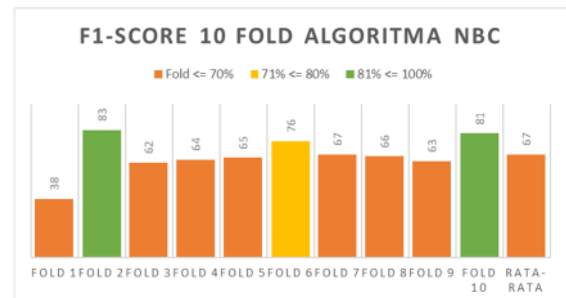 F1-SCORE 10 FOLD ALGORITMA NBC
Fold <= 70% 71% <= 80% 81% <= 100%
38 83 62 64 65 76 67 66 63 81 67
FOLD 1 FOLD 2 FOLD 3 FOLD 4 FOLD 5 FOLD 6 FOLD 7 FOLD 8 FOLD 9 FOLD RATA-
10 RATA